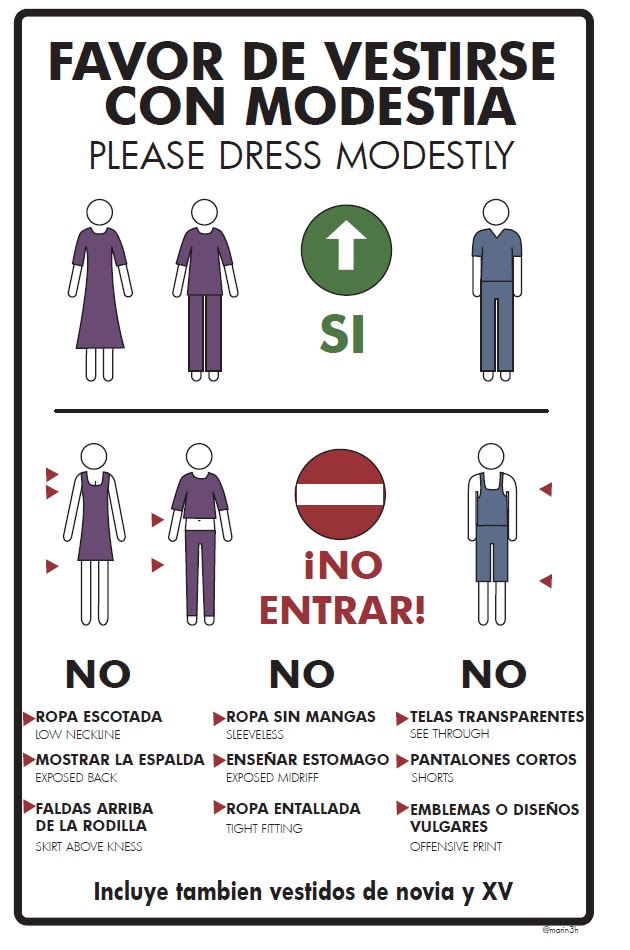 FAVOR DE VESTIRSE
CON MODESTIA
PLEASE DRESS MODESTLY
SI
¡NO
ENTRAR!
NO
NO
NO
ROPA ESCOTADA
LOW NECKLINE
MOSTRAR LA ESPALDA
EXPOSED BACK
FALDAS ARRIBA
DE LA RODILLA
SKIRT ABOVE KNESS
ROPA SIN MANGAS
SLEEVELESS
ENSEÑAR ESTOMAGO
EXPOSED MIDRIFF
ROPA ENTALLADA
TIGHT FITTING
TELAS TRANSPARENTES
SEE THROUGH
PANTALONES CORTOS
SHORTS
EMBLEMAS O DISEÑOS
VULGARES
OFFENSIVE PRINT
Incluye tambien vestidos de novia y XV
@marin3h